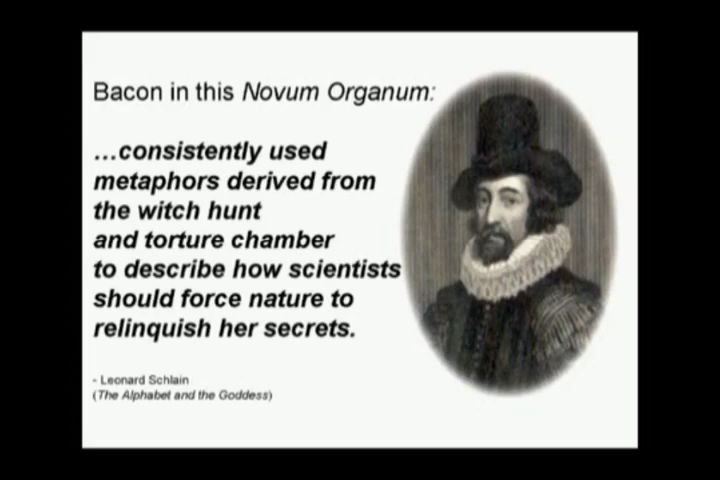 Bacon in this Novum Organum:
...consistently used
metaphors derived from
the witch hunt
and torture chamber
to describe how scientists
should force nature to
relinquish her secrets.
- Leonard Schlain
(The Alphabet and the Goddess)